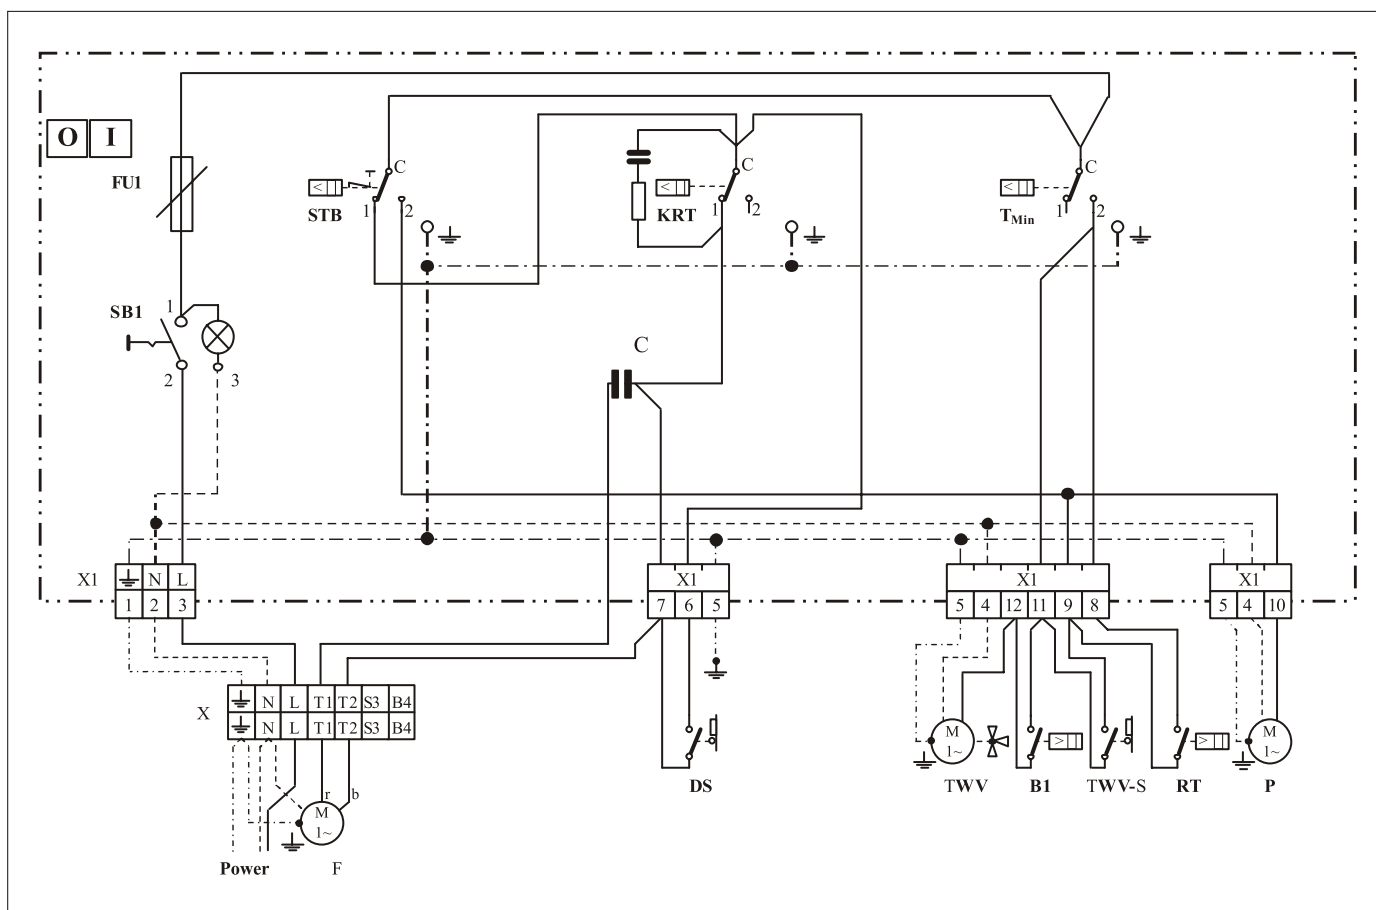 O I
FU1
C
STB
1 2
C
KRT
1 2
C
TMin
1 2
SB1
1
2 3
C
X1
N L
1 2 3
X1
7 6 5
X1
5 4 12 11 9 8
X1
5 4 10
X
N L T1 T2 S3 B4
N L T1 T2 S3 B4
r b
M
1~
Power F
DS
M
1~
TWV B1 TWV-S RT
M
1~
P
< < <
> >